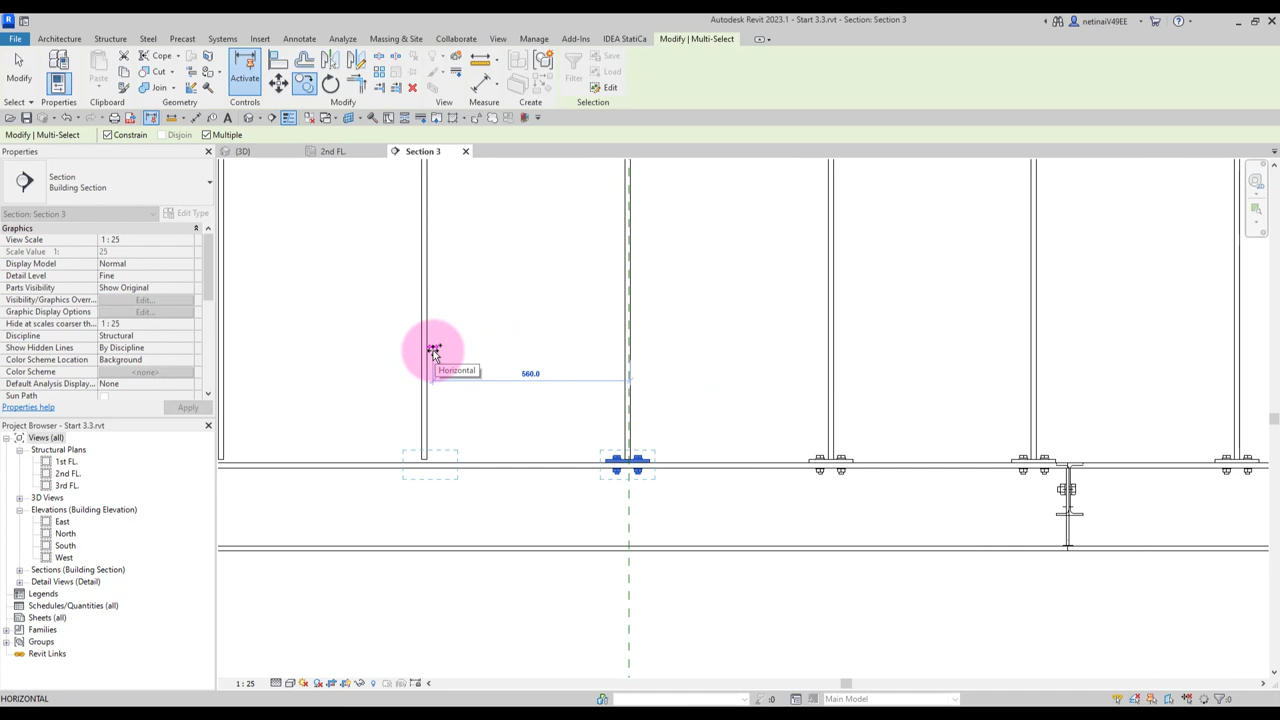 Autodesk Revit 2023.1 - Start 3.3.rvt - Section: Section 3
netinaiV49EE
File Architecture Structure Steel Precast Systems Insert Annotate Analyze Massing & Site Collaborate View Manage Add-Ins IDEA StatiCa Modify | Multi-Select
Modify
Paste
Cope
Cut
Join
Activate
Filter
Save
Load
Edit
Select Properties Clipboard Geometry Controls Modify View Measure Create Selection
Modify | Multi-Select Constrain Disjoin Multiple
Properties
{3D}
2nd FL.
Section 3
Section
Building Section
Section: Section 3
Edit Type
Graphics
View Scale 1 : 25
Scale Value 1: 25
Display Model Normal
Detail Level Fine
Parts Visibility Show Original
Visibility/Graphics Overr... Edit...
Graphic Display Options Edit...
Hide at scales coarser th... 1 : 25
Discipline Structural
Show Hidden Lines By Discipline
Color Scheme Location Background
Color Scheme <none>
Default Analysis Display... None
Sun Path
Properties help
Apply
Horizontal
560.0
Project Browser - Start 3.3.rvt
Views (all)
Structural Plans
1st FL.
2nd FL.
3rd FL.
3D Views
Elevations (Building Elevation)
East
North
South
West
Sections (Building Section)
Detail Views (Detail)
Legends
Schedules/Quantities (all)
Sheets (all)
Families
Groups
Revit Links
1 : 25
HORIZONTAL
:0
Main Model
:0